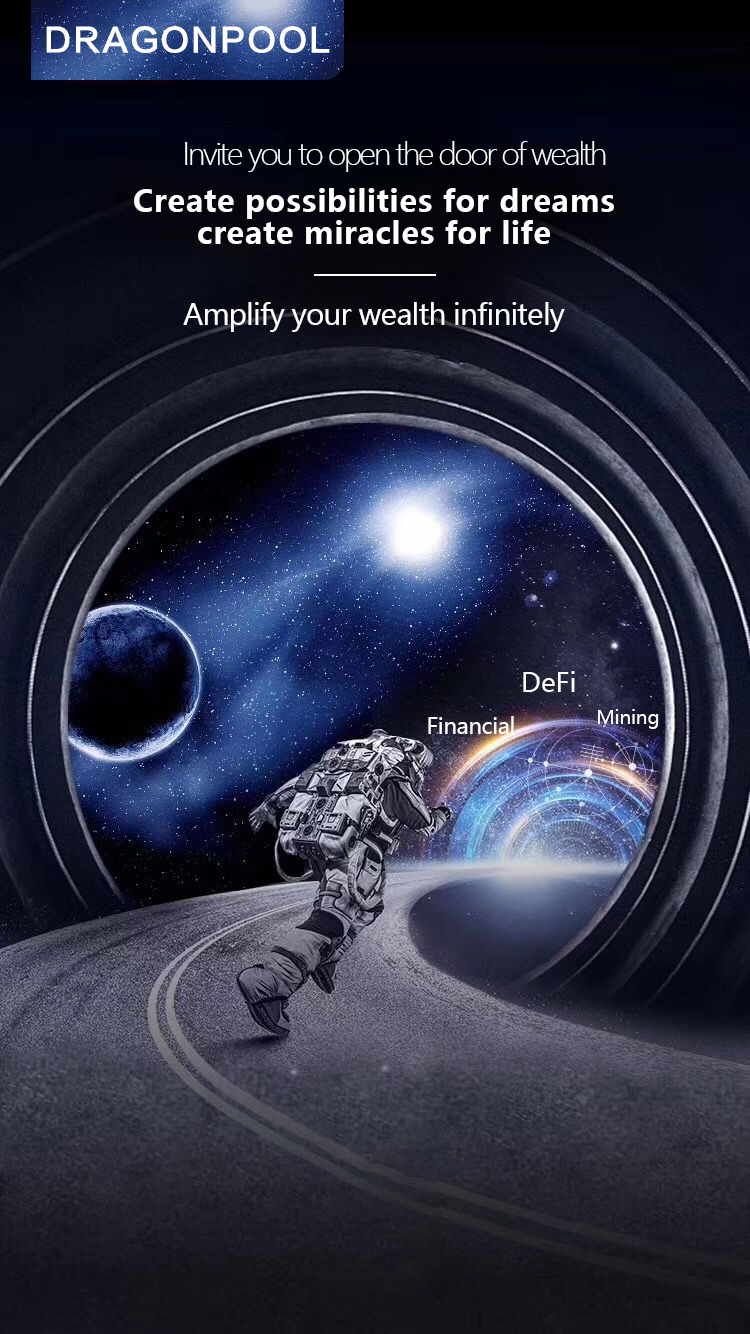 DRAGONPOOL
Invite you to open the door of wealth
Create possibilities for dreams
create miracles for life
Amplify your wealth infinitely
DeFi
Financial
Mining